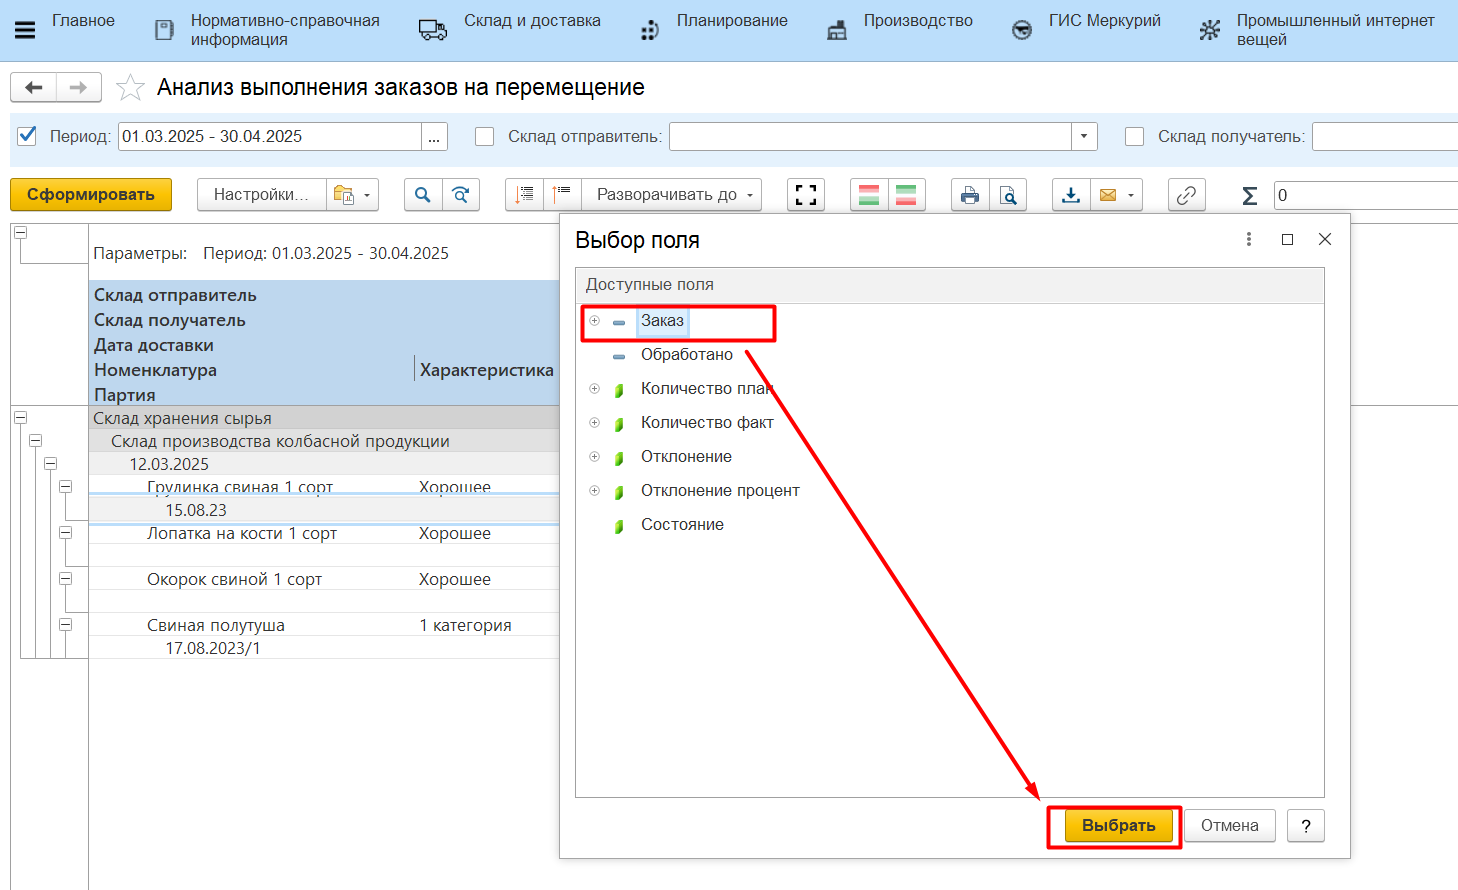 Главное
Нормативно-справочная
информация
Склад и доставка
Планирование
Производство
ГИС Меркурий
Промышленный интернет
вещей
Анализ выполнения заказов на перемещение
Период: 01.03.2025 - 30.04.2025 ...
Склад отправитель:
Склад получатель:
Сформировать
Настройки...
Разворачивать до
Σ 0
Параметры: Период: 01.03.2025 - 30.04.2025
Склад отправитель
Склад получатель
Дата доставки
Номенклатура Характеристика
Партия
Склад хранения сырья
Склад производства колбасной продукции
12.03.2025
Грудинка свиная 1 сорт Хорошее
15.08.23
Лопатка на кости 1 сорт Хорошее
Окорок свиной 1 сорт Хорошее
Свиная полутуша 1 категория
17.08.2023/1
Выбор поля
Доступные поля
Заказ
Обработано
Количество план
Количество факт
Отклонение
Отклонение процент
Состояние
Выбрать
Отмена
?